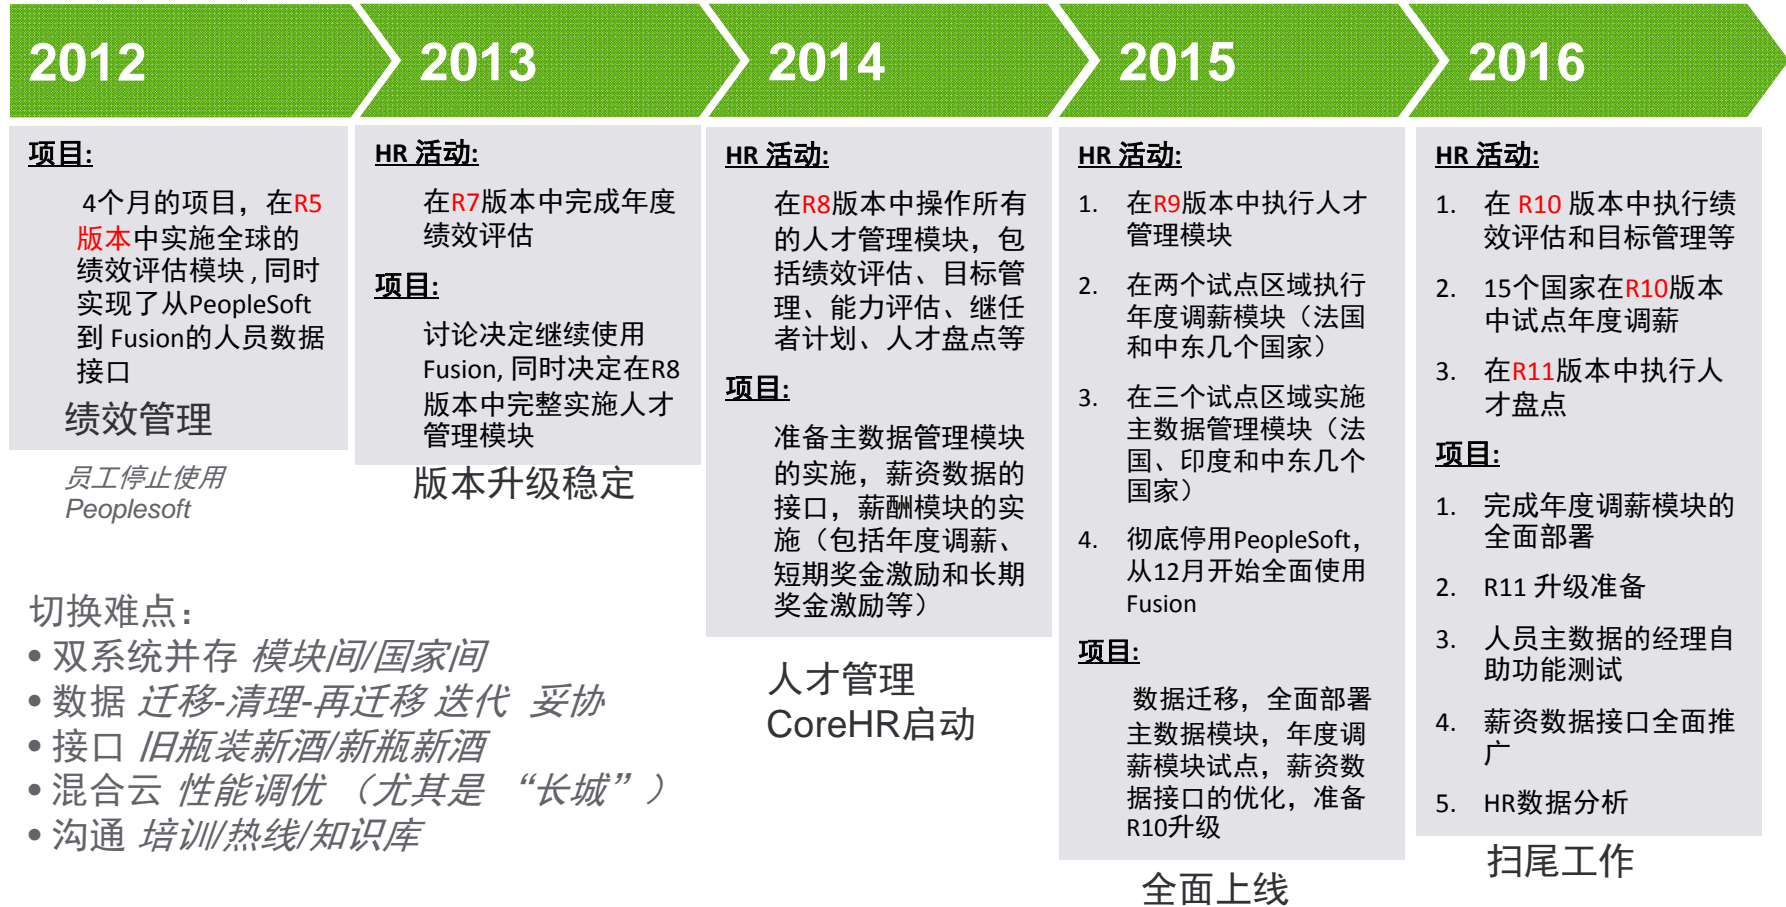 2012
2013
2014
2015
2016
项目:
4个月的项目，在R5
版本中实施全球的
绩效评估模块 , 同时
实现了从PeopleSoft
到 Fusion的人员数据
接口
绩效管理
员工停止使用
Peoplesoft
HR 活动:
在R7版本中完成年度
绩效评估
项目:
讨论决定继续使用
Fusion, 同时决定在R8
版本中完整实施人才
管理模块
版本升级稳定
HR 活动:
在R8版本中操作所有
的人才管理模块，包
括绩效评估、目标管
理、能力评估、继任
者计划、人才盘点等
项目:
准备主数据管理模块
的实施，薪资数据的
接口，薪酬模块的实
施（包括年度调薪、
短期奖金激励和长期
奖金激励等）
人才管理
CoreHR启动
HR 活动:
1. 在R9版本中执行人才
管理模块
2. 在两个试点区域执行
年度调薪模块（法国
和中东几个国家）
3. 在三个试点区域实施
主数据管理模块（法
国、印度和中东几个
国家）
4. 彻底停用PeopleSoft，
从12月开始全面使用
Fusion
项目:
数据迁移，全面部署
主数据模块，年度调
薪模块试点，薪资数
据接口的优化，准备
R10升级
全面上线
HR 活动:
1. 在 R10 版本中执行绩
效评估和目标管理等
2. 15个国家在R10版本
中试点年度调薪
3. 在R11版本中执行人
才盘点
项目:
1. 完成年度调薪模块的
全面部署
2. R11 升级准备
3. 人员主数据的经理自
助功能测试
4. 薪资数据接口全面推
广
5. HR数据分析
扫尾工作
切换难点：
• 双系统并存 模块间/国家间
• 数据 迁移-清理-再迁移 迭代 妥协
• 接口 旧瓶装新酒/新瓶新酒
• 混合云 性能调优 （尤其是 “长城”）
• 沟通 培训/热线/知识库